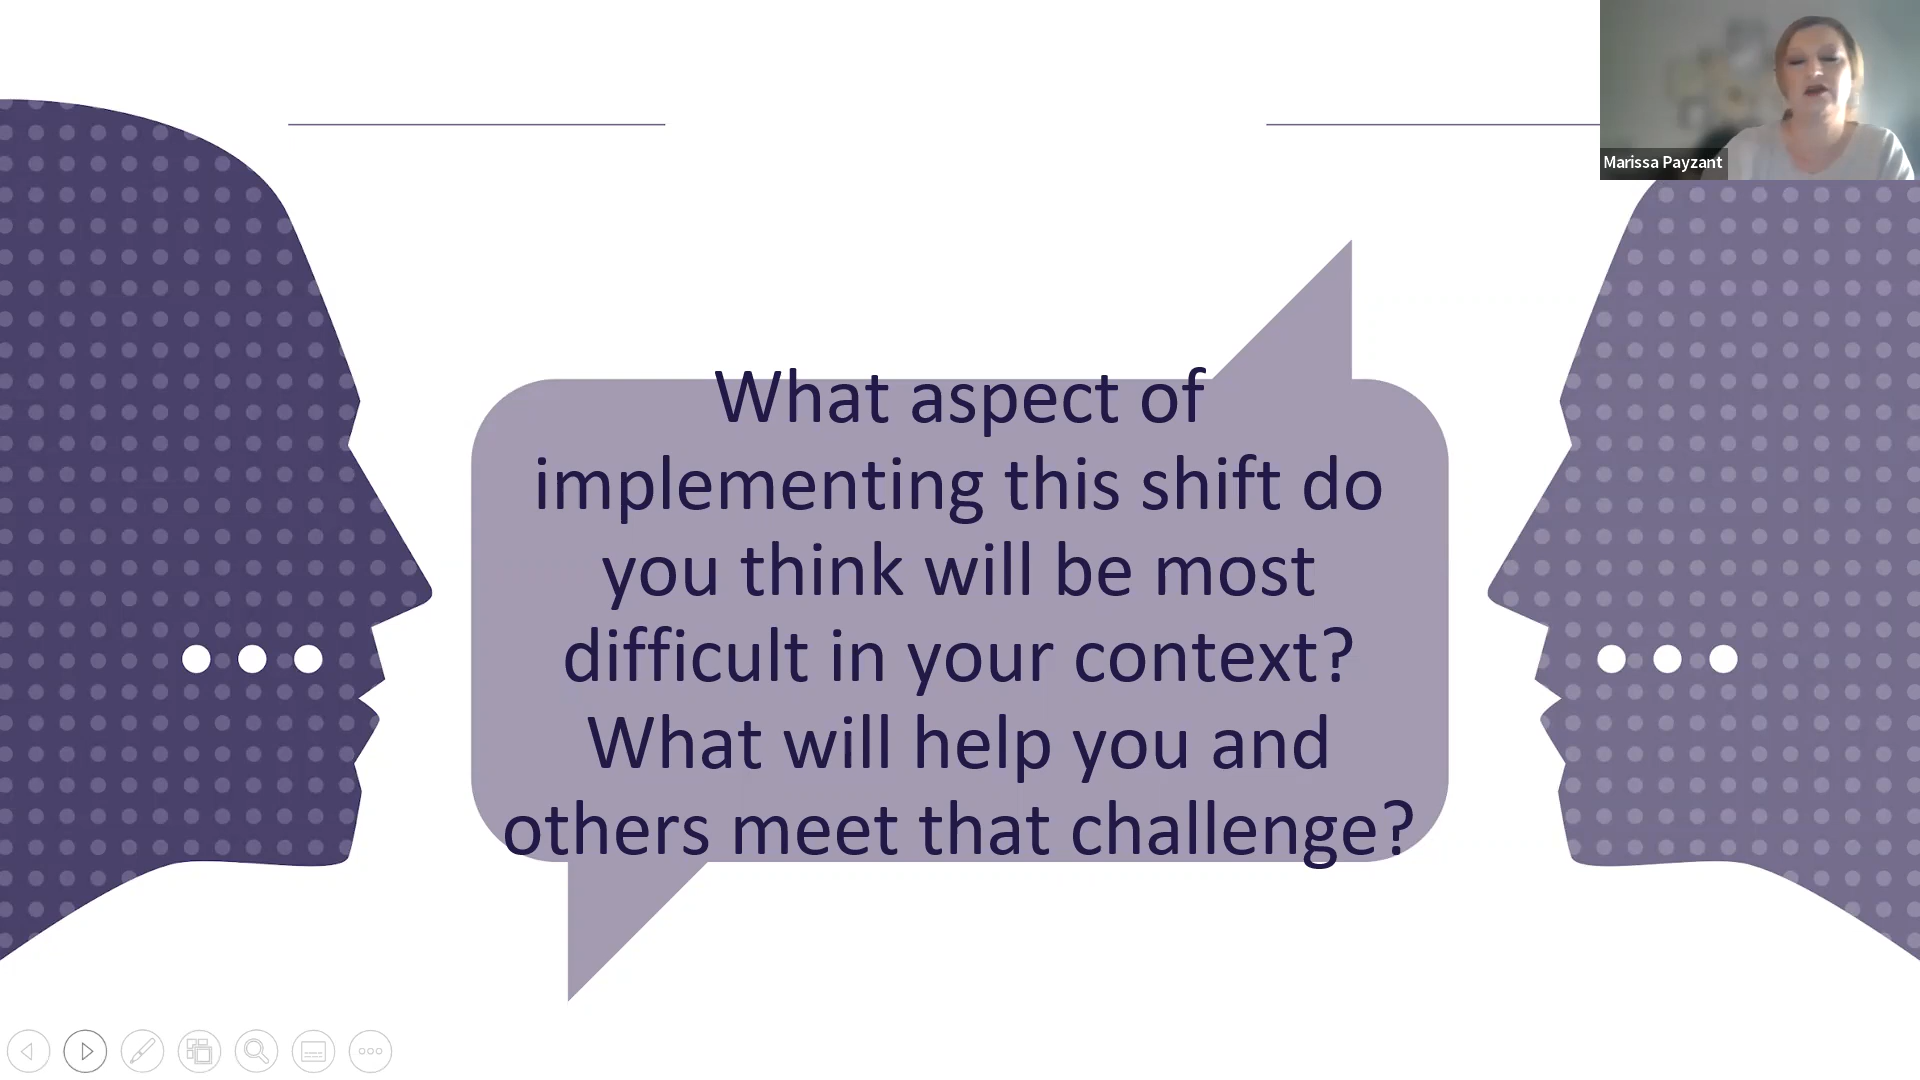 Marissa Payzant
What aspect of
implementing this shift do
you think will be most
difficult in your context?
What will help you and
others meet that challenge?